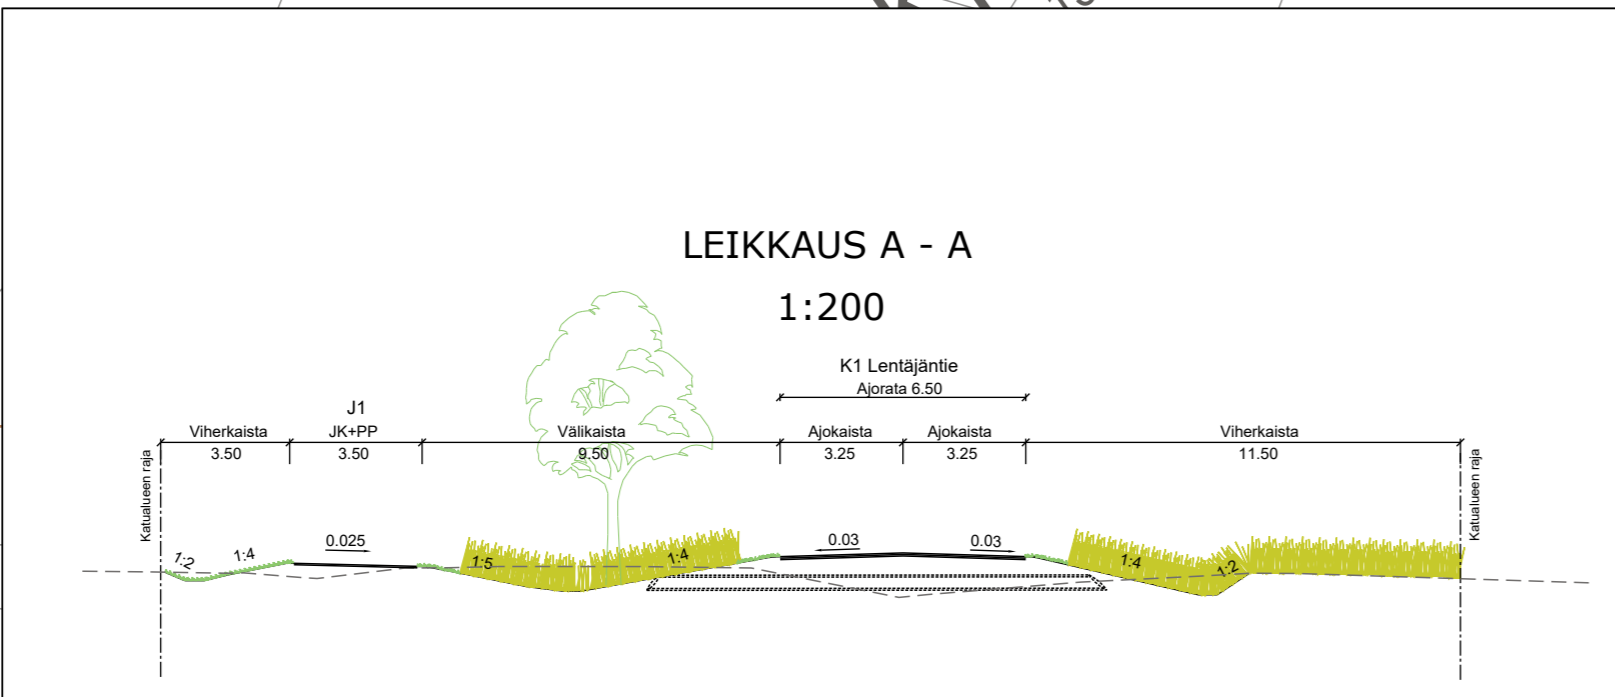 LEIKKAUS A - A
1:200
K1 Lentäjäntie
Ajorata 6.50
J1
Viherkaista JK+PP Välikaista Ajokaista Ajokaista Viherkaista
3.50 3.50 9.50 3.25 3.25 11.50
Katualueen raja
Katualueen raja
1:2 1:4 0.025 1:5 1:4 0.03 0.03 1:4 1:2